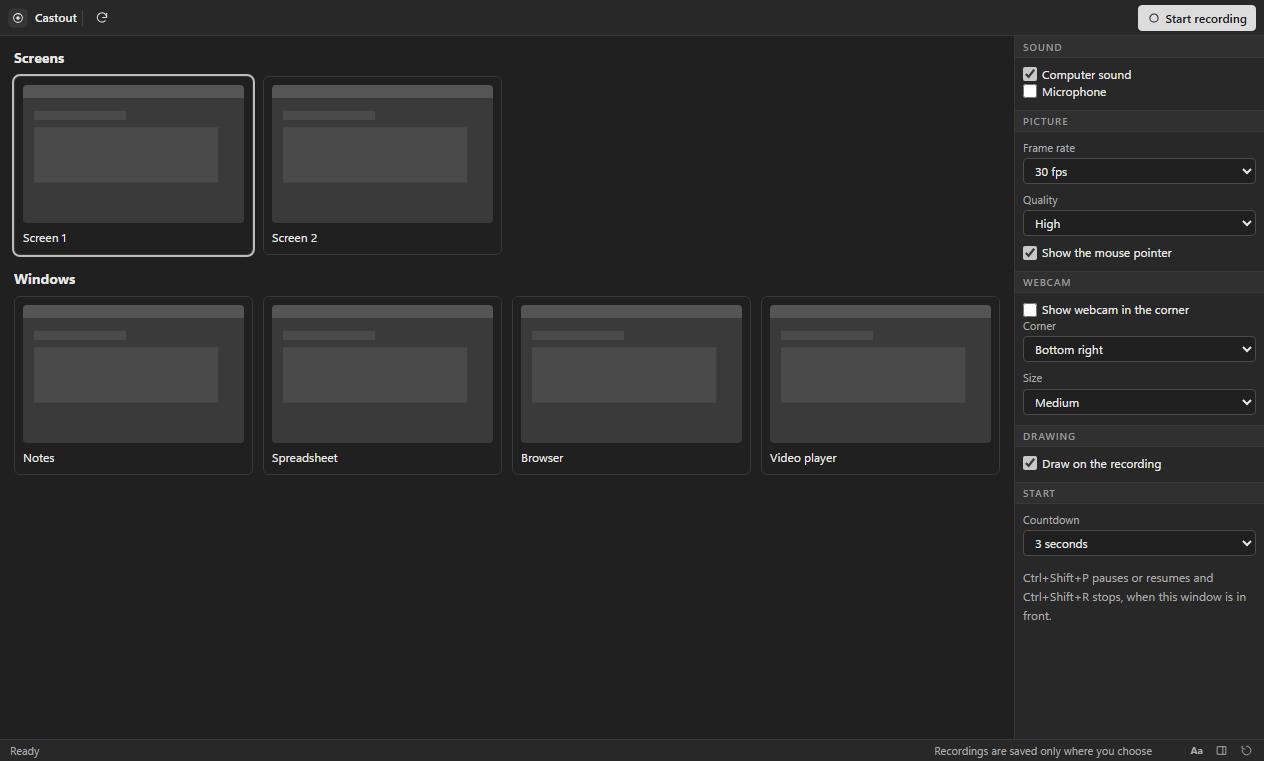 Castout
Start recording
Screens
Screen 1
Screen 2
Windows
Notes
Spreadsheet
Browser
Video player
SOUND
Computer sound
Microphone
PICTURE
Frame rate
30 fps
Quality
High
Show the mouse pointer
WEBCAM
Show webcam in the corner
Corner
Bottom right
Size
Medium
DRAWING
Draw on the recording
START
Countdown
3 seconds
Ctrl+Shift+P pauses or resumes and
Ctrl+Shift+R stops, when this window is in
front.
Ready
Recordings are saved only where you choose
Aa